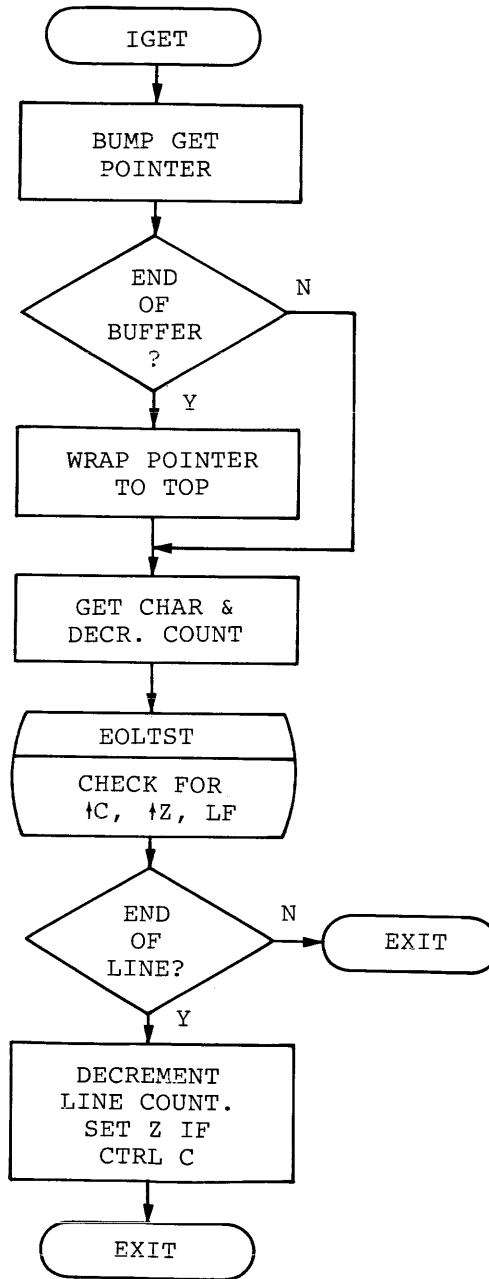 IGET
BUMP GET
POINTER
END
OF
BUFFER
?
N
Y
WRAP POINTER
TO TOP
GET CHAR &
DECR. COUNT
EOLTST
CHECK FOR
↑C, ↑Z, LF
END
OF
LINE?
N
EXIT
Y
DECREMENT
LINE COUNT.
SET Z IF
CTRL C
EXIT